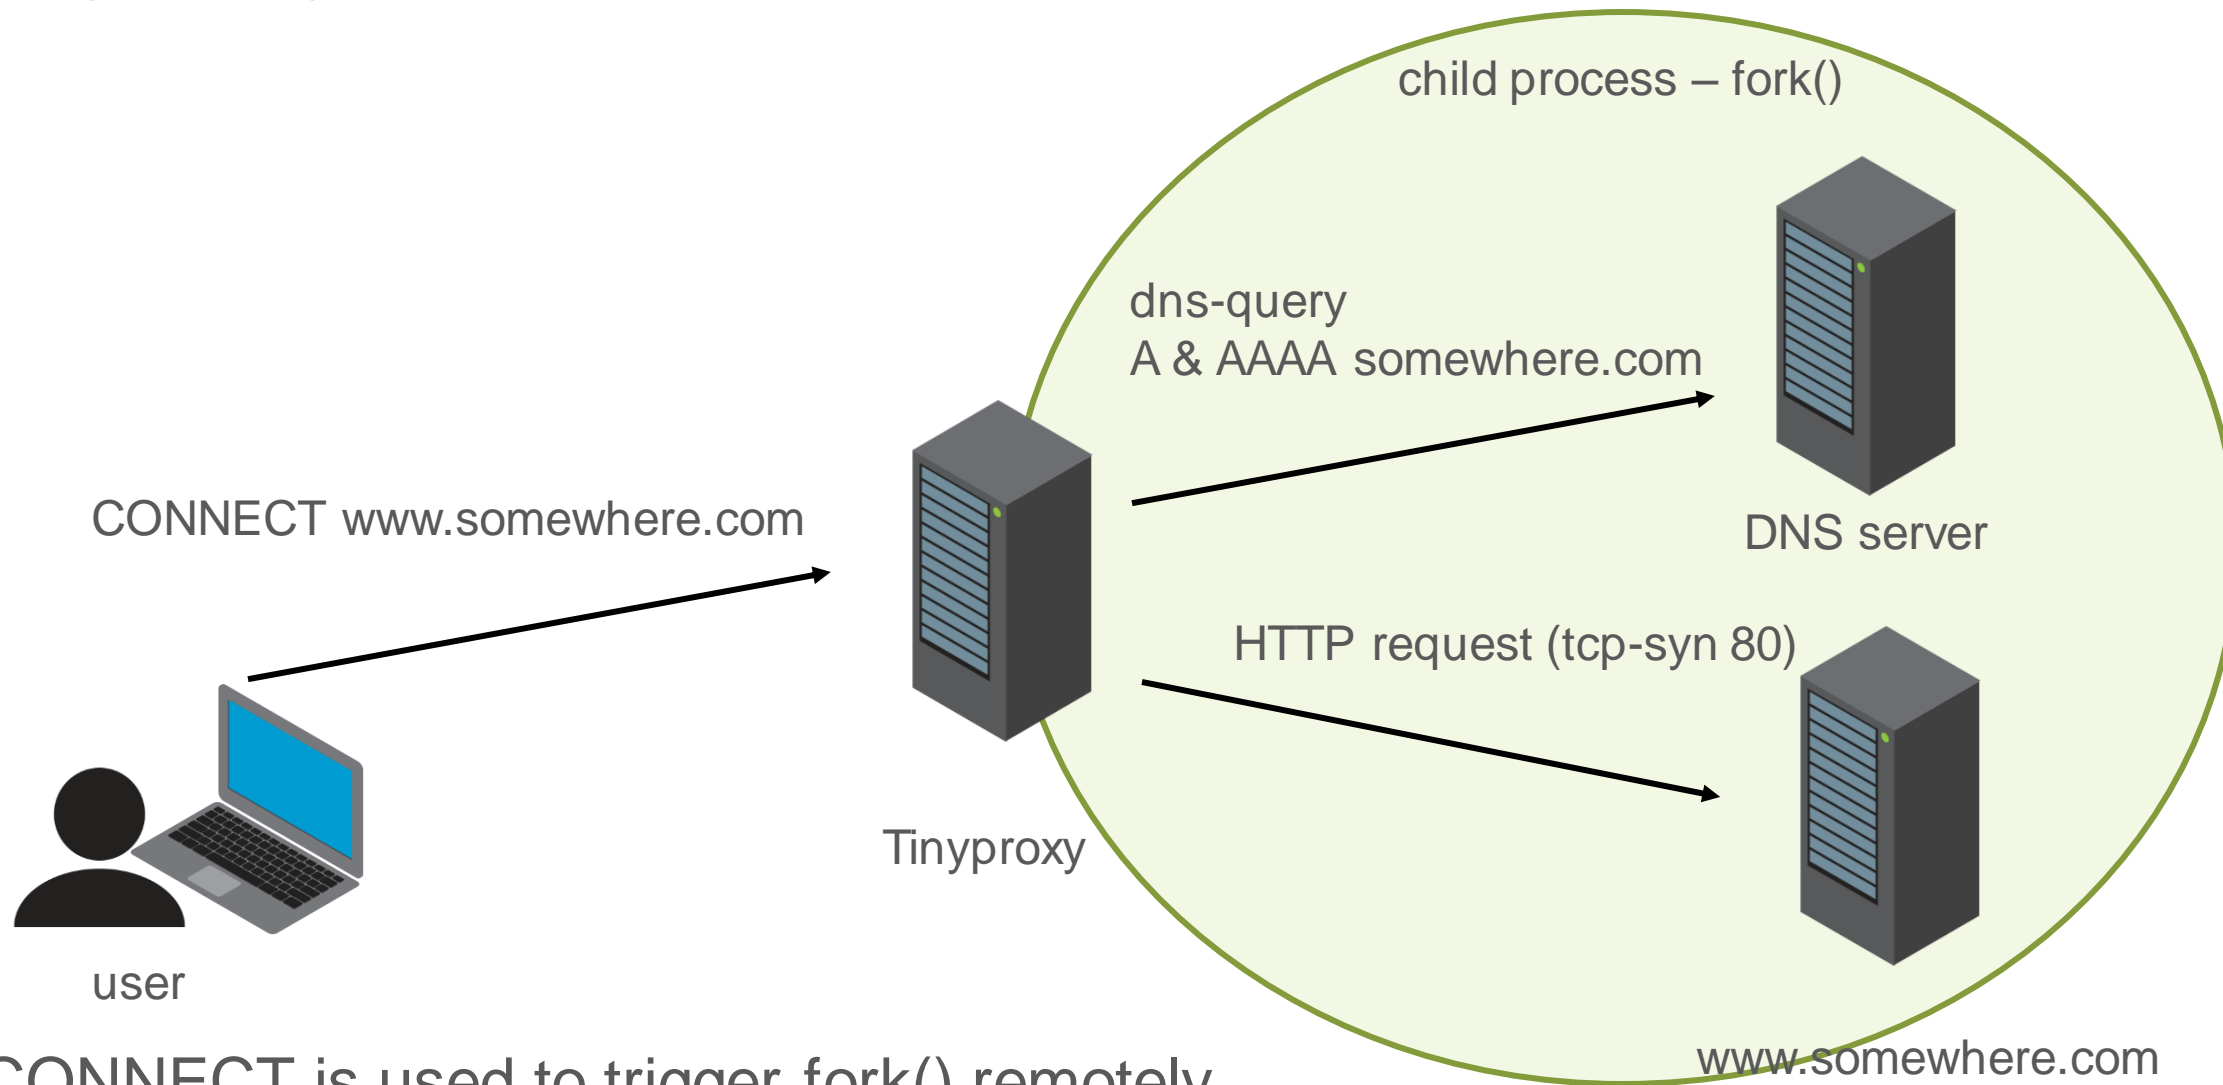 child process – fork()
dns-query
A & AAAA somewhere.com
CONNECT www.somewhere.com
DNS server
HTTP request (tcp-syn 80)
Tinyproxy
user
www.somewhere.com
CONNECT is used to trigger fork() remotely